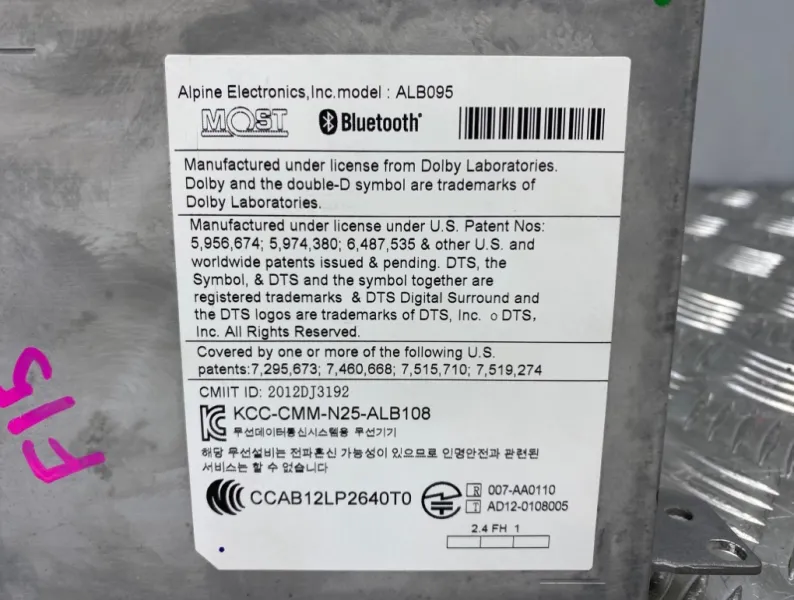 Alpine Electronics,Inc.model : ALB095
MOST Bluetooth
Manufactured under license from Dolby Laboratories.
Dolby and the double-D symbol are trademarks of
Dolby Laboratories.
Manufactured under license under U.S. Patent Nos:
5,956,674; 5,974,380; 6,487,535 & other U.S. and
worldwide patents issued & pending. DTS, the
Symbol, & DTS and the symbol together are
registered trademarks & DTS Digital Surround and
the DTS logos are trademarks of DTS, Inc. ○ DTS,
Inc. All Rights Reserved.
Covered by one or more of the following U.S.
patents:7,295,673; 7,460,668; 7,515,710; 7,519,274
CMIIT ID: 2012DJ3192
KCC-CMM-N25-ALB108
무선데이터통신시스템용 무선기기
해당 무선설비는 전파혼신 가능성이 있으므로 인명안전과 관련된
서비스는 할 수 없습니다
CCAB12LP2640T0
R 007-AA0110
T AD12-0108005
2.4 FH 1
F15